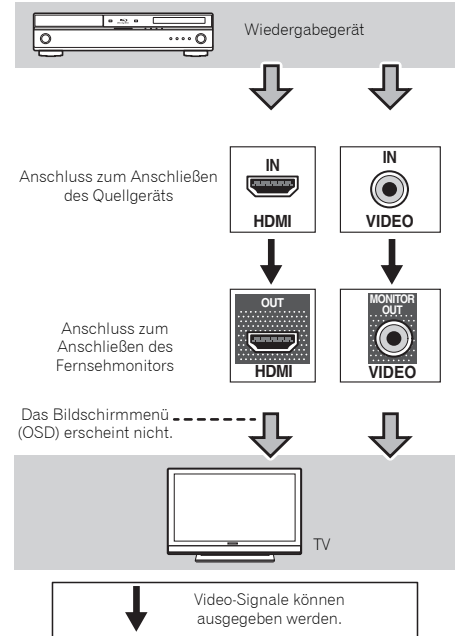 Wiedergabegerät
Anschluss zum Anschließen
des Quellgeräts
IN
HDMI
IN
VIDEO
Anschluss zum
Anschließen des
Fernsehmonitors
OUT
HDMI
MONITOR
OUT
VIDEO
Das Bildschirmmenü
(OSD) erscheint nicht.
TV
Video-Signale können
ausgegeben werden.